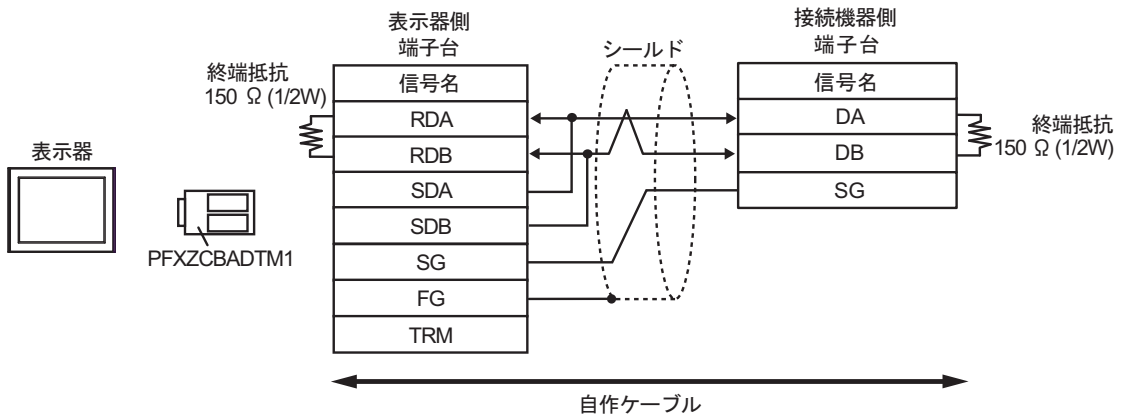 表示器側
端子台
接続機器側
端子台
シールド
終端抵抗
150 Ω (1/2W)
信号名
信号名
RDA
DA
終端抵抗
150 Ω (1/2W)
表示器
RDB
DB
SDA
SG
SDB
PFXZCBADTM1
SG
FG
TRM
自作ケーブル